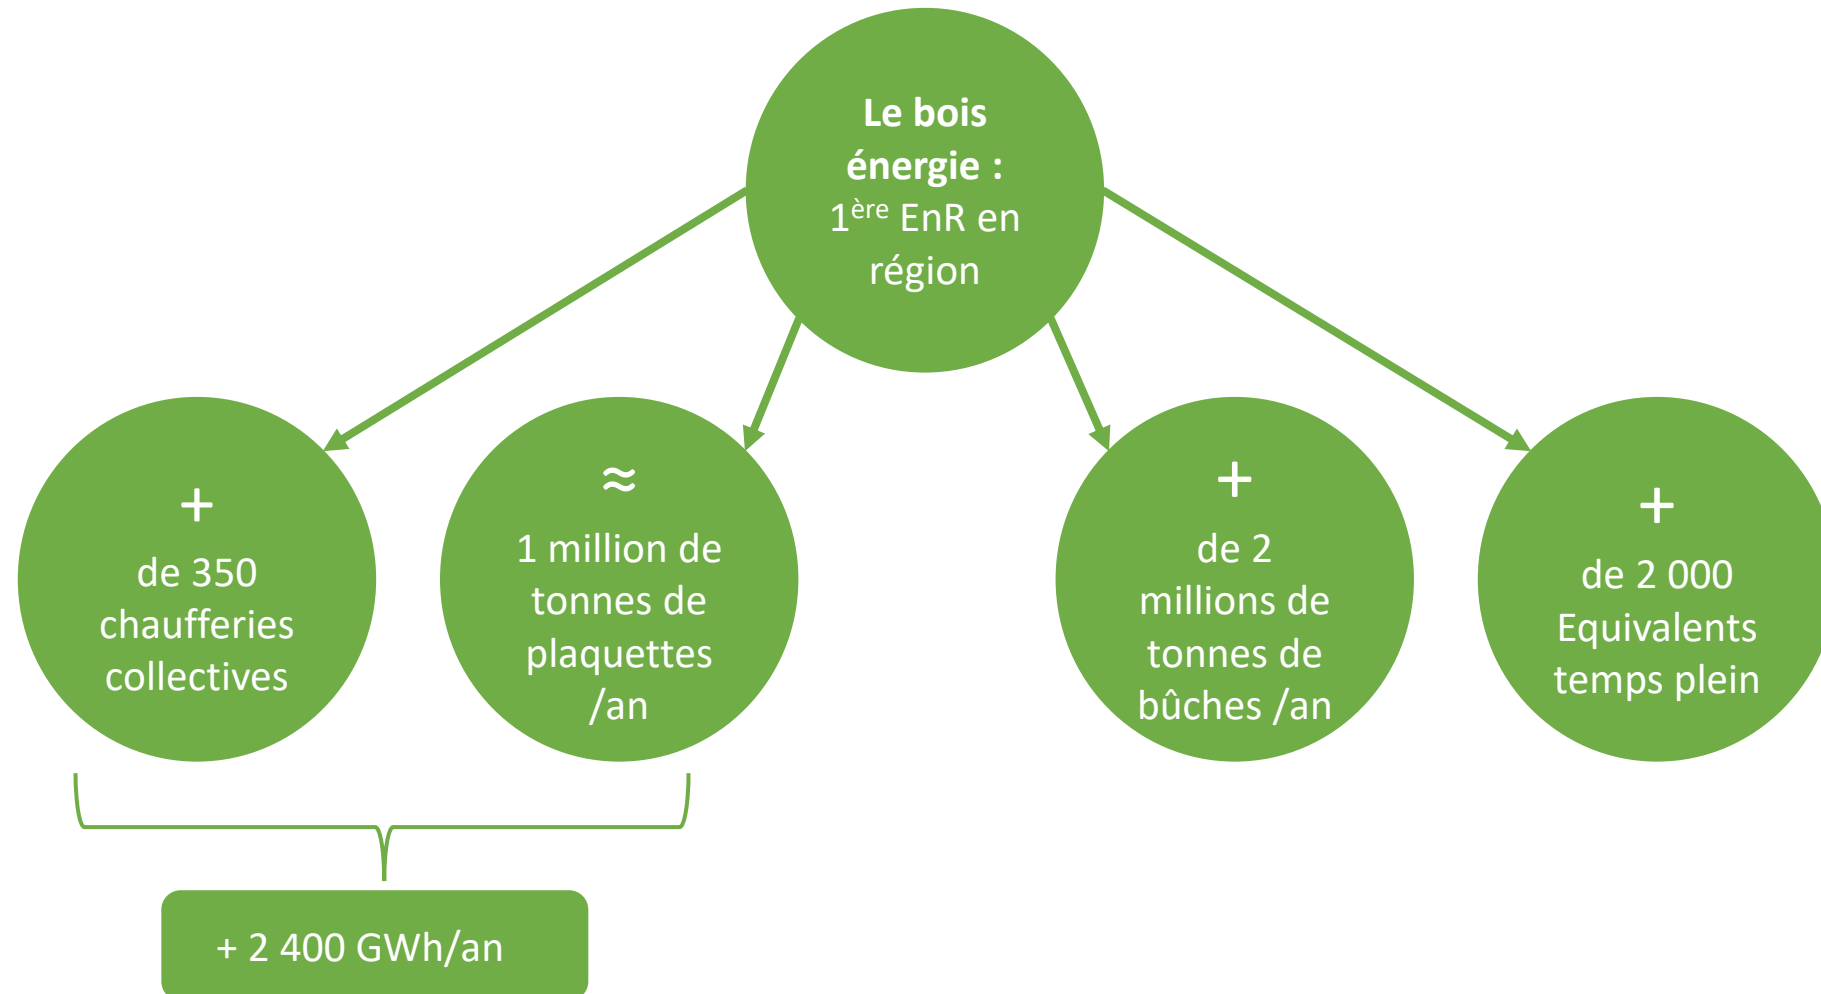 Le bois
énergie :
1ère EnR en
région
+
de 350
chaufferies
collectives
≈
1 million de
tonnes de
plaquettes
/an
+
de 2
millions de
tonnes de
bûches /an
+
de 2 000
Equivalents
temps plein
+ 2 400 GWh/an